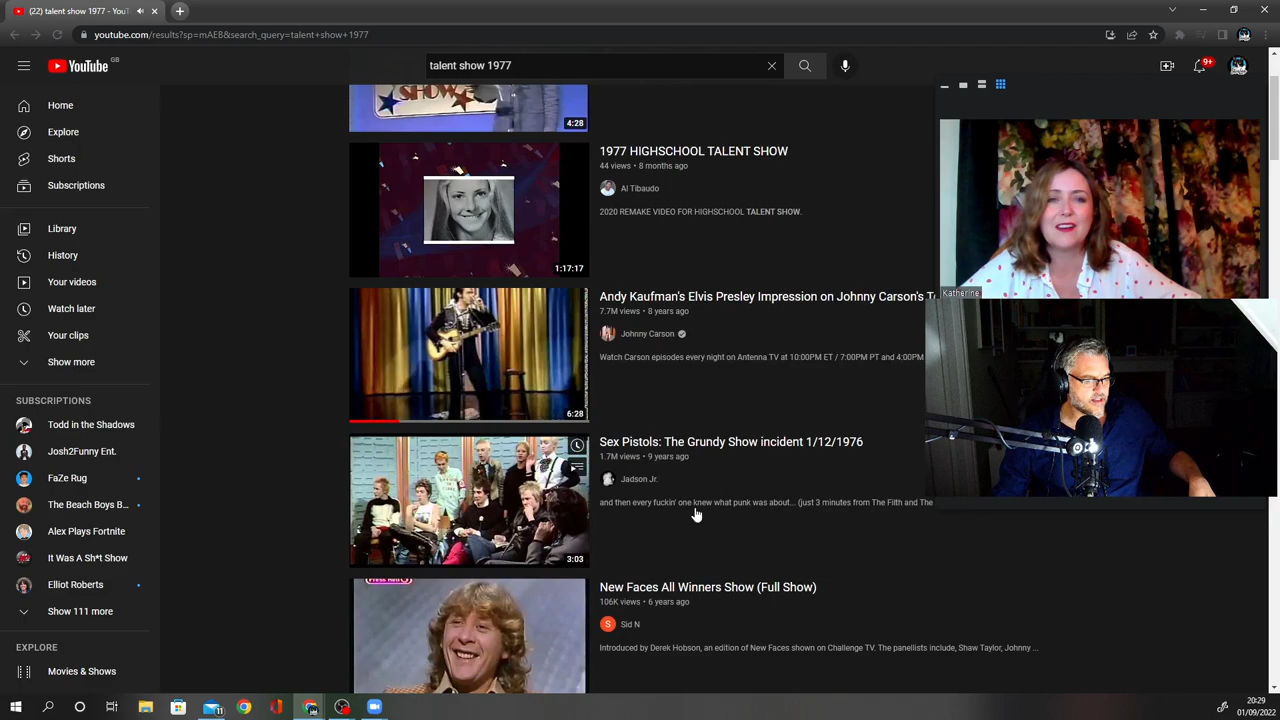 (22) talent show 1977 - YouT
youtube.com/results?sp=mAEB&search_query=talent+show+1977
YouTube GB
talent show 1977
9+
Home
Explore
Shorts
Subscriptions
Library
History
Your videos
Watch later
Your clips
Show more
SUBSCRIPTIONS
Todd in the Shadows
Josh2Funny Ent.
FaZe Rug
The Beach Boys B...
Alex Plays Fortnite
It Was A Sh*t Show
Elliot Roberts
Show 111 more
EXPLORE
Movies & Shows
SHOW
4:28
1977 HIGHSCHOOL TALENT SHOW
44 views • 8 months ago
Al Tibaudo
2020 REMAKE VIDEO FOR HIGHSCHOOL TALENT SHOW.
1:17:17
Andy Kaufman's Elvis Presley Impression on Johnny Carson's T
7.7M views • 8 years ago
Johnny Carson
Watch Carson episodes every night on Antenna TV at 10:00PM ET / 7:00PM PT and 4:00PM
6:28
Sex Pistols: The Grundy Show incident 1/12/1976
1.7M views • 9 years ago
Jadson Jr.
and then every fuckin' one knew what punk was about... (just 3 minutes from The Filth and The
3:03
New Faces All Winners Show (Full Show)
106K views • 6 years ago
S Sid N
Introduced by Derek Hobson, an edition of New Faces shown on Challenge TV. The panellists include, Shaw Taylor, Johnny ...
Katherine
11
20:29
01/09/2022